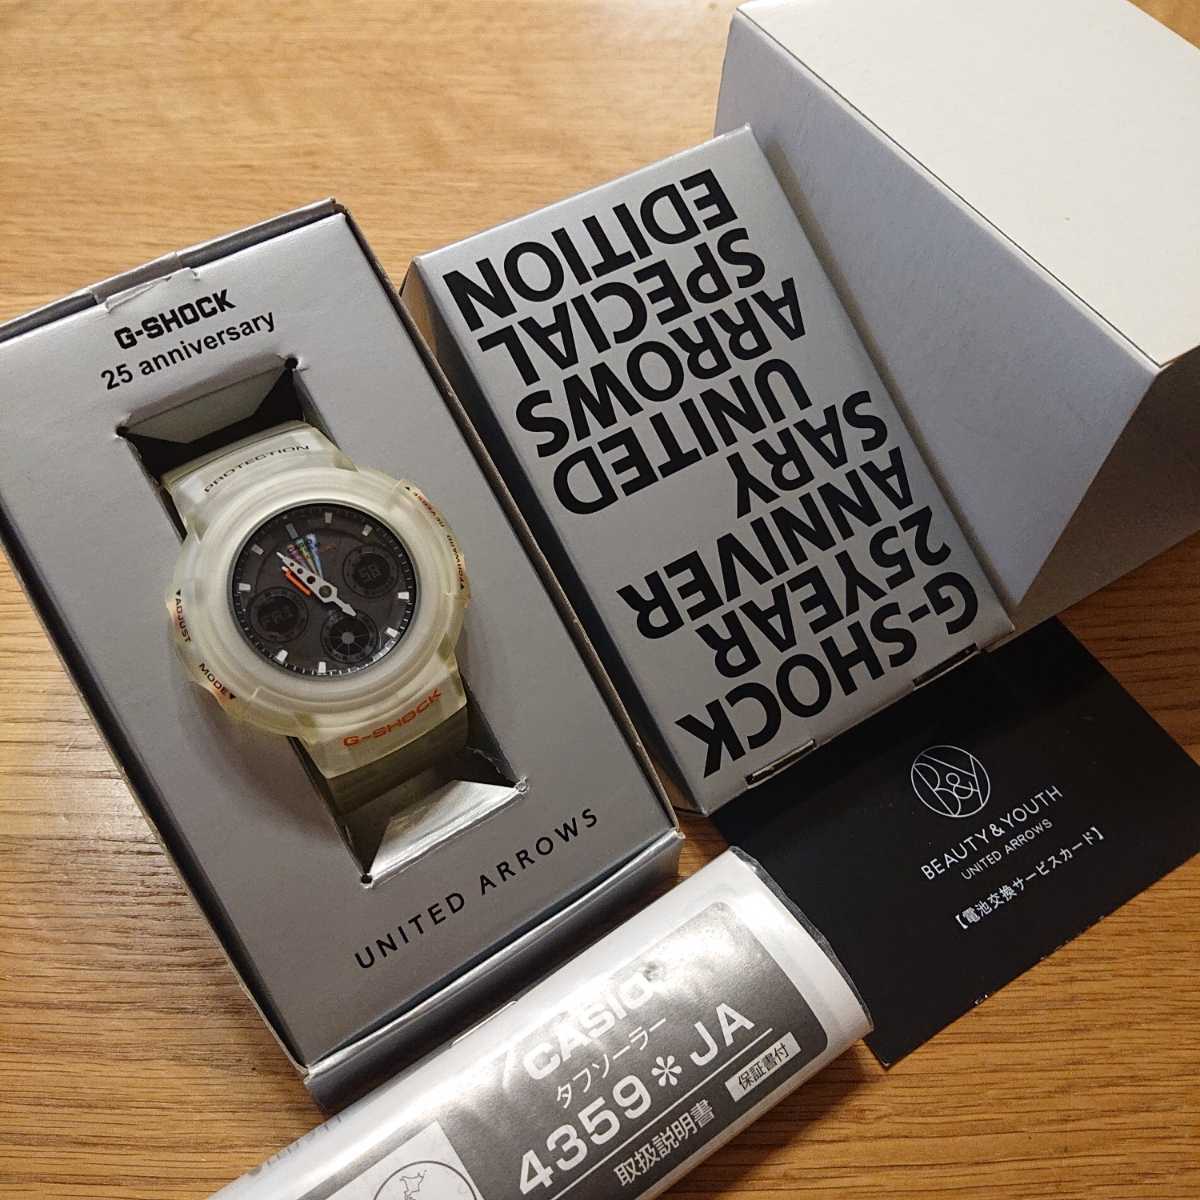 G-SHOCK
25 anniversary
PROTECTION
REVERSE
FORWARD
ADJUST
MODE
G-SHOCK
UNITED ARROWS
G-SHOCK
25YEAR
ANNIVER
SARY
UNITED
ARROWS
SPECIAL
EDITION
B&Y
BEAUTY&YOUTH
UNITED ARROWS
【電池交換サービスカード】
CASIO
タフソーラー
4359*JA
取扱説明書
保証書付